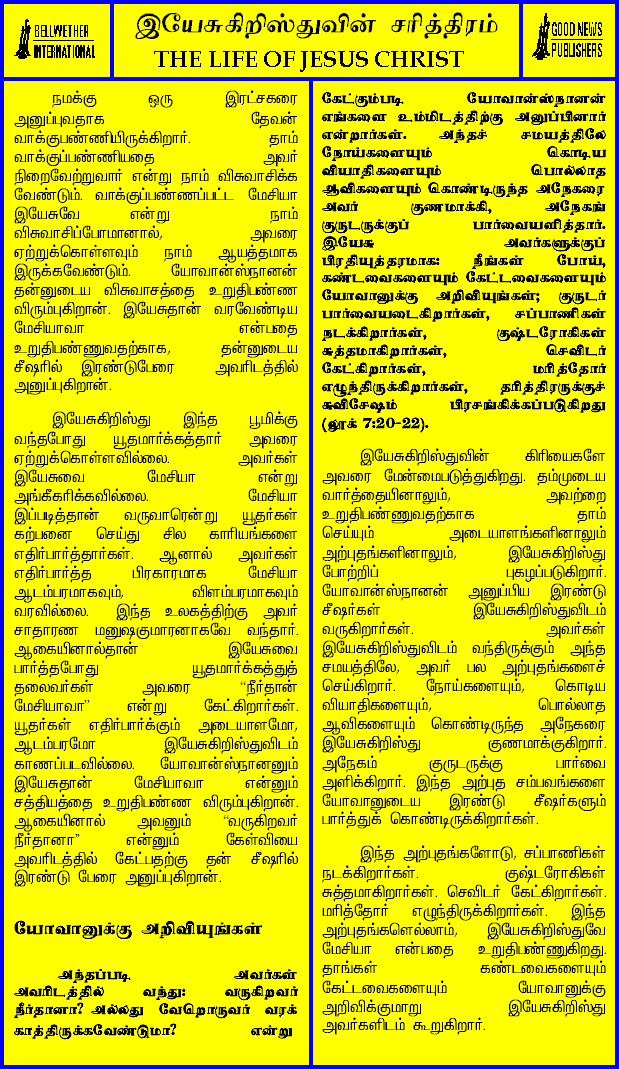 BELLWETHER
INTERNATIONAL
இயேசுகிறிஸ்துவின் சரித்திரம்
THE LIFE OF JESUS CHRIST
GOOD NEWS
PUBLISHERS
நமக்கு ஒரு இரட்சகரை
அனுப்புவதாக தேவன்
வாக்குபண்ணியிருக்கிறார். தாம்
வாக்குப்பண்ணியதை அவர்
நிறைவேற்றுவார் என்று நாம் விசுவாசிக்க
வேண்டும். வாக்குப்பண்ணப்பட்ட மேசியா
இயேசுவே என்று நாம்
விசுவாசிப்போமானால், அவரை
ஏற்றுக்கொள்ளவும் நாம் ஆயத்தமாக
இருக்கவேண்டும். யோவான்ஸ்நானன்
தன்னுடைய விசுவாசத்தை உறுதிபண்ண
விரும்புகிறான். இயேசுதான் வரவேண்டிய
மேசியாவா என்பதை
உறுதிபண்ணுவதற்காக, தன்னுடைய
சீஷரில் இரண்டுபேரை அவரிடத்தில்
அனுப்புகிறான்.
இயேசுகிறிஸ்து இந்த பூமிக்கு
வந்தபோது யூதமார்க்கத்தார் அவரை
ஏற்றுக்கொள்ளவில்லை. அவர்கள்
இயேசுவை மேசியா என்று
அங்கீகரிக்கவில்லை. மேசியா
இப்படித்தான் வருவாரென்று யூதர்கள்
கற்பனை செய்து சில காரியங்களை
எதிர்பார்த்தார்கள். ஆனால் அவர்கள்
எதிர்பார்த்த பிரகாரமாக மேசியா
ஆடம்பரமாகவும், விளம்பரமாகவும்
வரவில்லை. இந்த உலகத்திற்கு அவர்
சாதாரண மனுஷகுமாரனாகவே வந்தார்.
ஆகையினால்தான் இயேசுவை
பார்த்தபோது யூதமார்க்கத்துத்
தலைவர்கள் அவரை “நீர்தான்
மேசியாவா” என்று கேட்கிறார்கள்.
யூதர்கள் எதிர்பார்க்கும் அடையாளமோ,
ஆடம்பரமோ இயேசுகிறிஸ்துவிடம்
காணப்படவில்லை. யோவான்ஸ்நானனும்
இயேசுதான் மேசியாவா என்னும்
சத்தியத்தை உறுதிபண்ண விரும்புகிறான்.
ஆகையினால் அவனும் “வருகிறவர்
நீர்தானா” என்னும் கேள்வியை
அவரிடத்தில் கேட்பதற்கு தன் சீஷரில்
இரண்டு பேரை அனுப்புகிறான்.
யோவானுக்கு அறிவியுங்கள்
அந்தப்படி அவர்கள்
அவரிடத்தில் வந்து: வருகிறவர்
நீர்தானா? அல்லது வேறொருவர் வரக்
காத்திருக்கவேண்டுமா? என்று
கேட்கும்படி யோவான்ஸ்நானன்
எங்களை உம்மிடத்திற்கு அனுப்பினார்
என்றார்கள். அந்தச் சமயத்திலே
நோய்களையும் கொடிய
வியாதிகளையும் பொல்லாத
ஆவிகளையும் கொண்டிருந்த அநேகரை
அவர் குணமாக்கி, அநேகங்
குருடருக்குப் பார்வையளித்தார்.
இயேசு அவர்களுக்குப்
பிரதியுத்தரமாக: நீங்கள் போய்,
கண்டவைகளையும் கேட்டவைகளையும்
யோவானுக்கு அறிவியுங்கள்; குருடர்
பார்வையடைகிறார்கள், சப்பாணிகள்
நடக்கிறார்கள், குஷ்டரோகிகள்
சுத்தமாகிறார்கள், செவிடர்
கேட்கிறார்கள், மரித்தோர்
எழுந்திருக்கிறார்கள், தரித்திரருக்குச்
சுவிசேஷம் பிரசங்கிக்கப்படுகிறது
(லூக் 7:20-22).
இயேசுகிறிஸ்துவின் கிரியைகளே
அவரை மேன்மைபடுத்துகிறது. தம்முடைய
வார்த்தையினாலும், அவற்றை
உறுதிபண்ணுவதற்காக தாம்
செய்யும் அடையாளங்களினாலும்
அற்புதங்களினாலும், இயேசுகிறிஸ்து
போற்றிப் புகழப்படுகிறார்.
யோவான்ஸ்நானன் அனுப்பிய இரண்டு
சீஷர்கள் இயேசுகிறிஸ்துவிடம்
வருகிறார்கள். அவர்கள்
இயேசுகிறிஸ்துவிடம் வந்திருக்கும் அந்த
சமயத்திலே, அவர் பல அற்புதங்களைச்
செய்கிறார். நோய்களையும், கொடிய
வியாதிகளையும், பொல்லாத
ஆவிகளையும் கொண்டிருந்த அநேகரை
இயேசுகிறிஸ்து குணமாக்குகிறார்.
அநேகம் குருடருக்கு பார்வை
அளிக்கிறார். இந்த அற்புத சம்பவங்களை
யோவானுடைய இரண்டு சீஷர்களும்
பார்த்துக் கொண்டிருக்கிறார்கள்.
இந்த அற்புதங்களோடு, சப்பாணிகள்
நடக்கிறார்கள். குஷ்டரோகிகள்
சுத்தமாகிறார்கள். செவிடர் கேட்கிறார்கள்.
மரித்தோர் எழுந்திருக்கிறார்கள். இந்த
அற்புதங்களெல்லாம், இயேசுகிறிஸ்துவே
மேசியா என்பதை உறுதிபண்ணுகிறது.
தாங்கள் கண்டவைகளையும்
கேட்டவைகளையும் யோவானுக்கு
அறிவிக்குமாறு இயேசுகிறிஸ்து
அவர்களிடம் கூறுகிறார்.